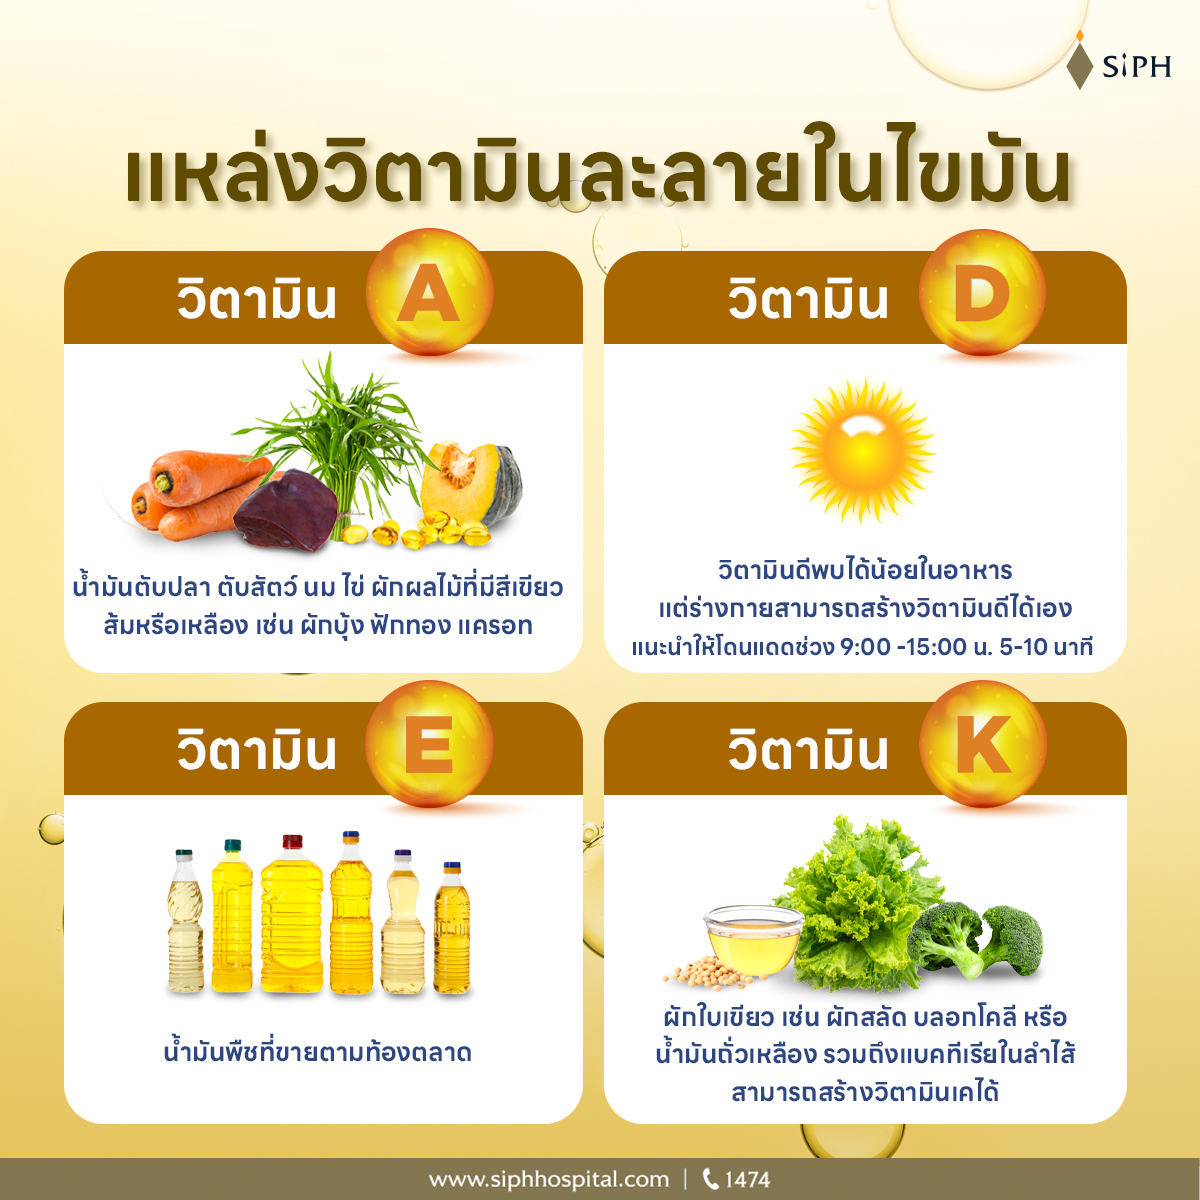 SiPH
แหล่งวิตามินละลายในไขมัน
วิตามิน A
น้ำมันตับปลา ตับสัตว์ นม ไข่ ผักผลไม้ที่มีสีเขียว
ส้มหรือเหลือง เช่น ผักบุ้ง ฟักทอง แครอท
วิตามิน D
วิตามินดีพบได้น้อยในอาหาร
แต่ร่างกายสามารถสร้างวิตามินดีได้เอง
แนะนำให้โดนแดดช่วง 9:00 -15:00 น. 5-10 นาที
วิตามิน E
น้ำมันพืชที่ขายตามท้องตลาด
วิตามิน K
ผักใบเขียว เช่น ผักสลัด บลอกโคลี หรือ
น้ำมันถั่วเหลือง รวมถึงแบคทีเรียในลำไส้
สามารถสร้างวิตามินเคได้
www.siphhospital.com | 1474